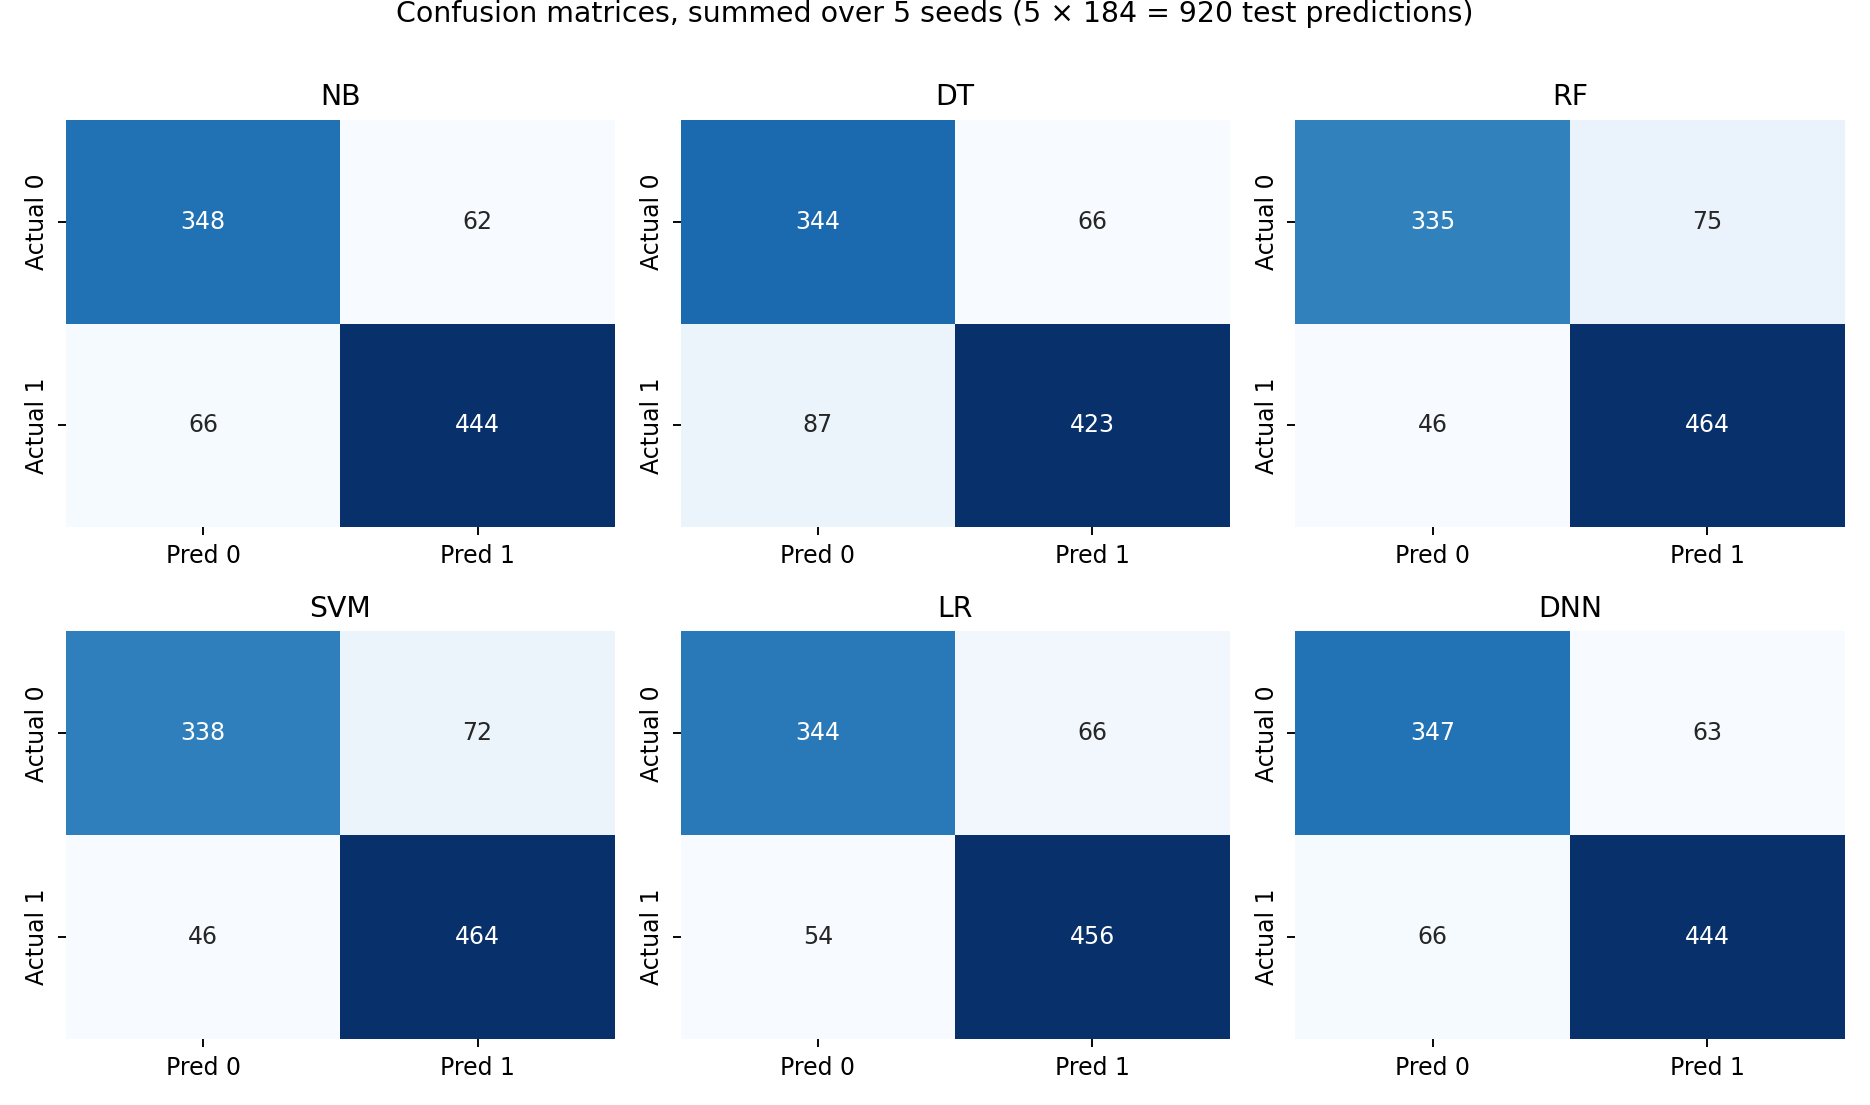 Confusion matrices, summed over 5 seeds (5 × 184 = 920 test predictions)
NB
Actual 0
348 62
Actual 1
66 444
Pred 0 Pred 1
DT
Actual 0
344 66
Actual 1
87 423
Pred 0 Pred 1
RF
Actual 0
335 75
Actual 1
46 464
Pred 0 Pred 1
SVM
Actual 0
338 72
Actual 1
46 464
Pred 0 Pred 1
LR
Actual 0
344 66
Actual 1
54 456
Pred 0 Pred 1
DNN
Actual 0
347 63
Actual 1
66 444
Pred 0 Pred 1